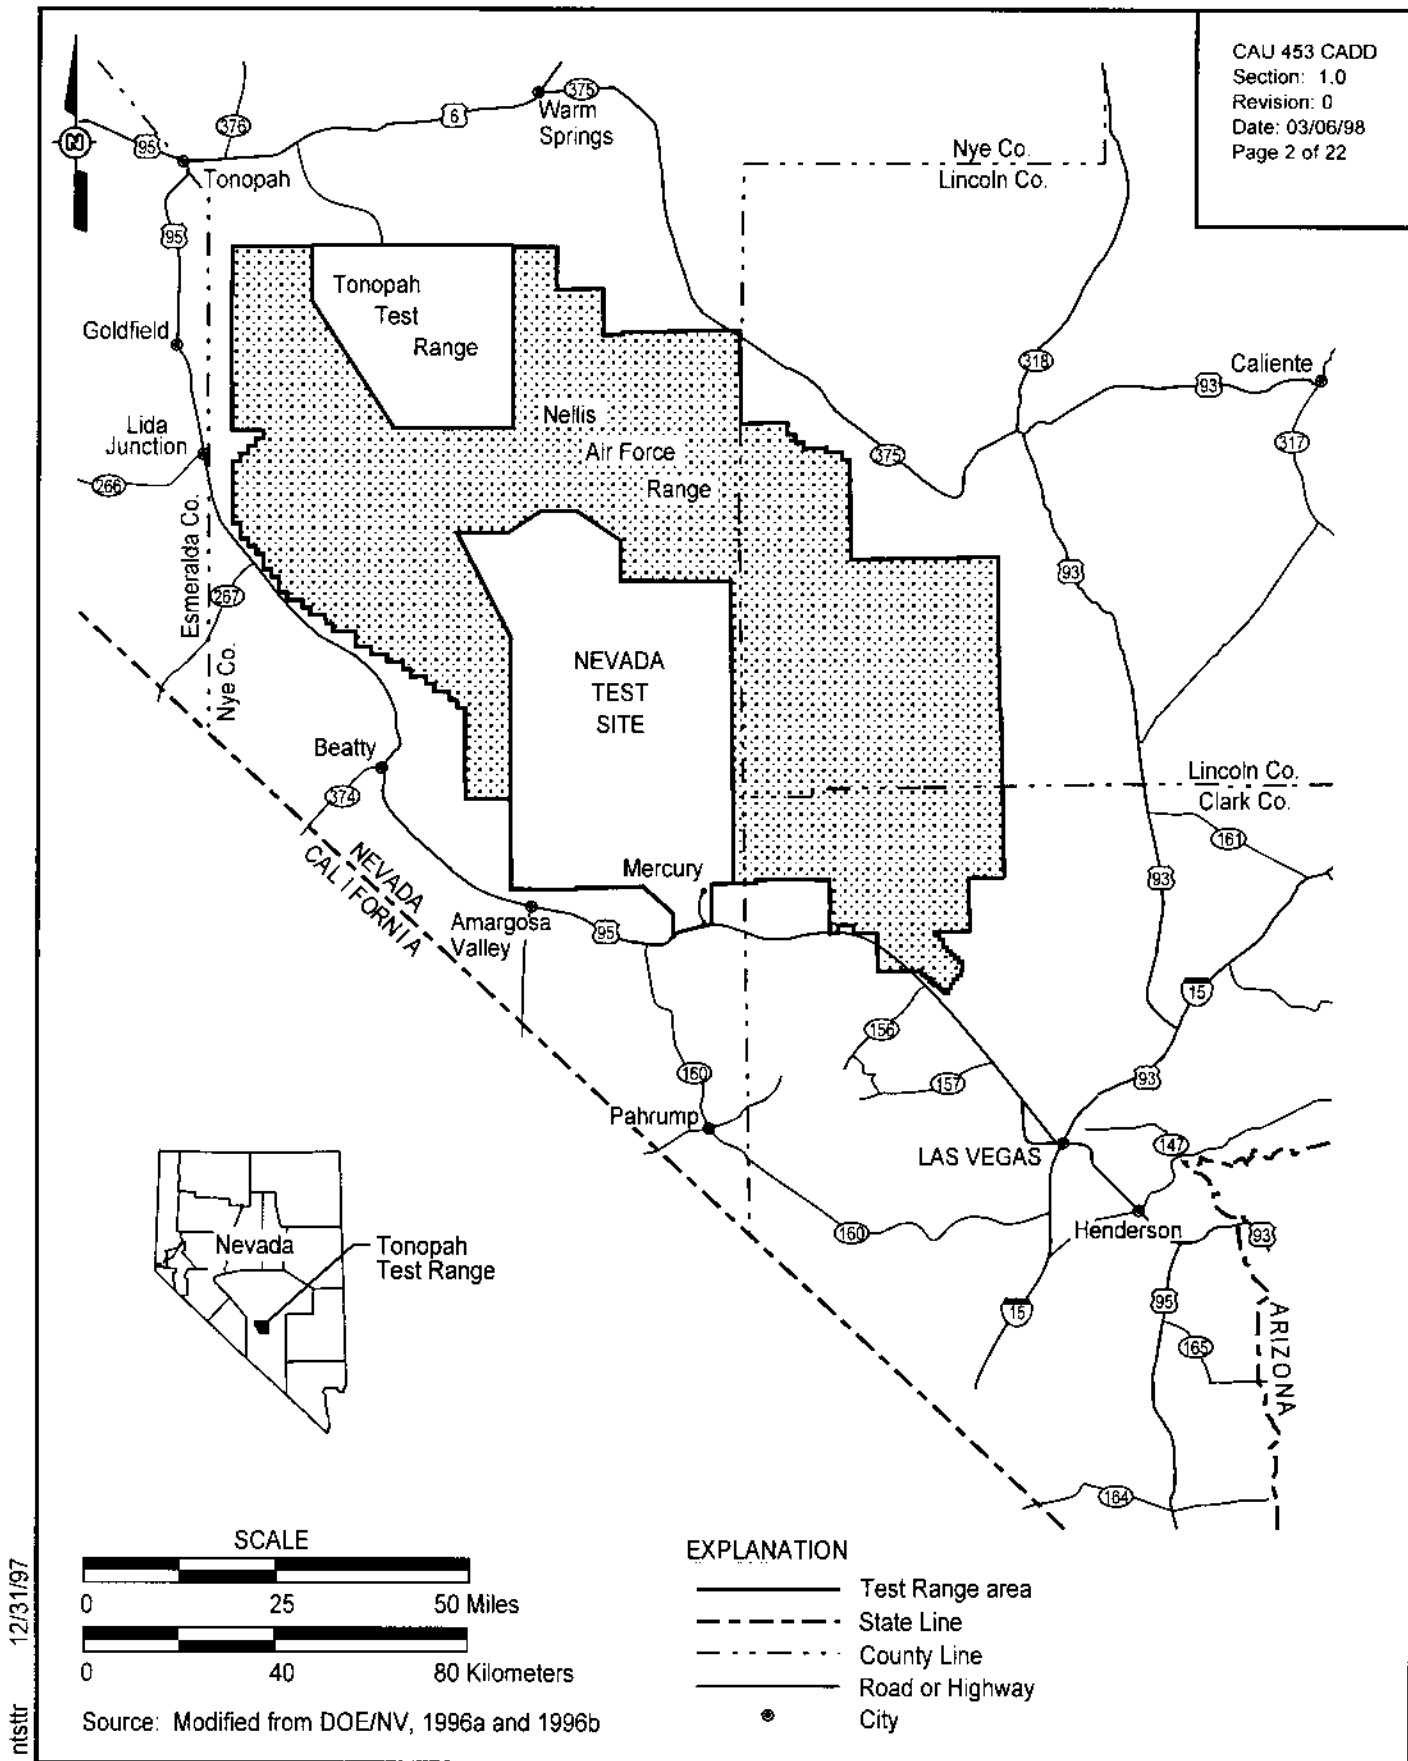 CAU 453 CADD
Section: 1.0
Revision: 0
Date: 03/06/98
Page 2 of 22
N
375
Warm
Springs
6
376
95
Tonopah
Nye Co.
Lincoln Co.
95
Tonopah
Test
Range
Goldfield
318
Caliente
93
Nellis
Lida
Junction
Air Force
375
317
Range
266
Esmeralda Co.
Nye Co.
267
93
NEVADA
TEST
SITE
Beatty
374
Lincoln Co.
Clark Co.
161
NEVADA
CALIFORNIA
Mercury
93
Amargosa
Valley
95
15
156
160
157
93
Pahrump
147
LAS VEGAS
160
Henderson
93
Nevada
Tonopah
Test Range
15
95
ARIZONA
165
164
SCALE
0 25 50 Miles
0 40 80 Kilometers
Source: Modified from DOE/NV, 1996a and 1996b
EXPLANATION
Test Range area
State Line
County Line
Road or Highway
City
ntsttr 12/31/97